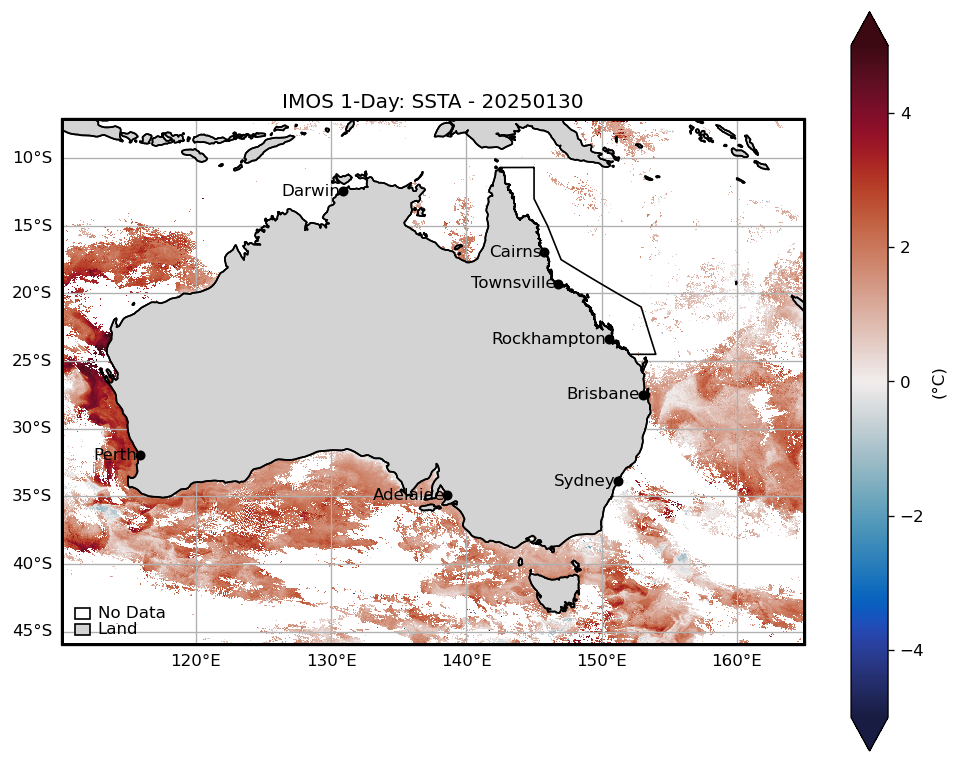 IMOS 1-Day: SSTA - 20250130
10°S
15°S
20°S
25°S
30°S
35°S
40°S
45°S
Darwin
Cairns
Townsville
Rockhampton
Brisbane
Perth
Sydney
Adelaide
No Data
Land
120°E 130°E 140°E 150°E 160°E
4
2
0
−2
−4
(°C)